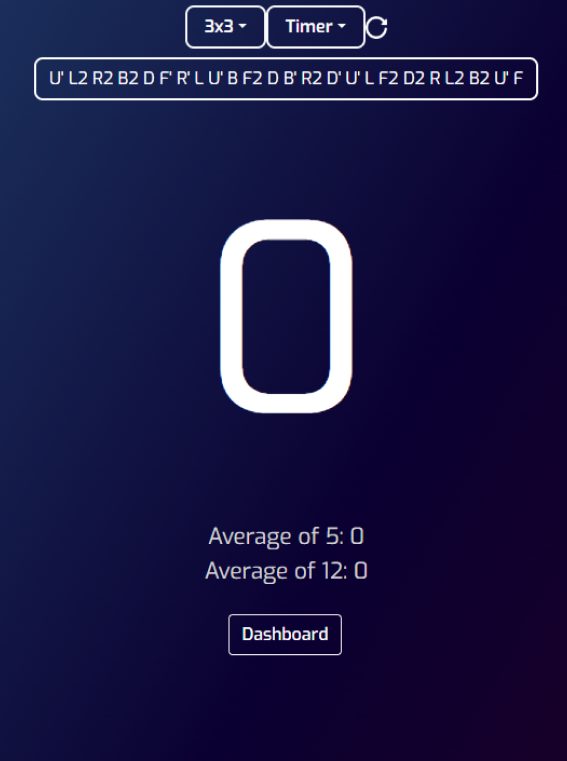 3x3 Timer
U' L2 R2 B2 D F' R' L U' B F2 D B' R2 D' U' L F2 D2 R L2 B2 U' F
0
Average of 5: 0
Average of 12: 0
Dashboard